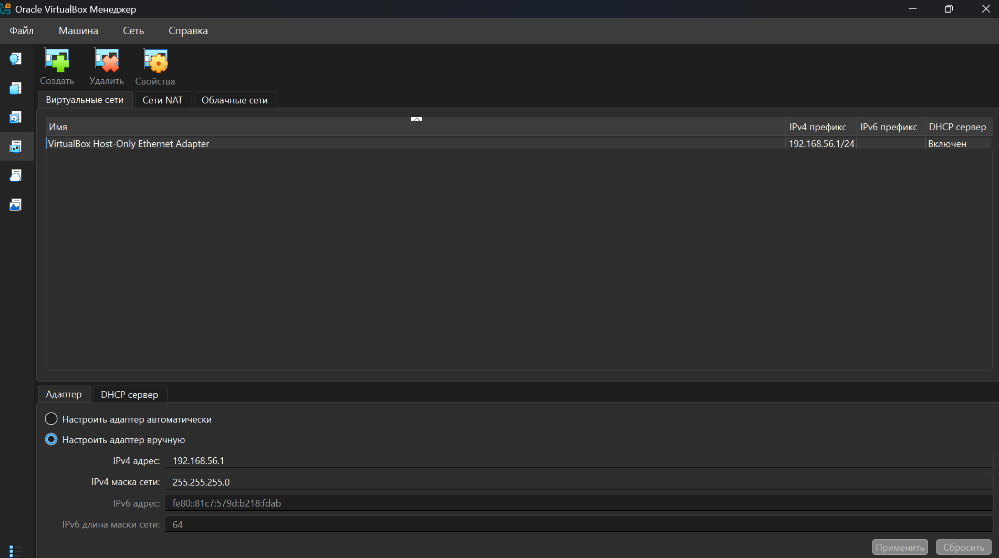 Oracle VirtualBox Менеджер
Файл Машина Сеть Справка
Создать Удалить Свойства
Виртуальные сети Сети NAT Облачные сети
Имя IPv4 префикс IPv6 префикс DHCP сервер
VirtualBox Host-Only Ethernet Adapter 192.168.56.1/24 Включен
Адаптер DHCP сервер
Настроить адаптер автоматически
Настроить адаптер вручную
IPv4 адрес: 192.168.56.1
IPv4 маска сети: 255.255.255.0
IPv6 адрес: fe80::81c7:579d:b218:fdab
IPv6 длина маски сети: 64
Применить Сбросить